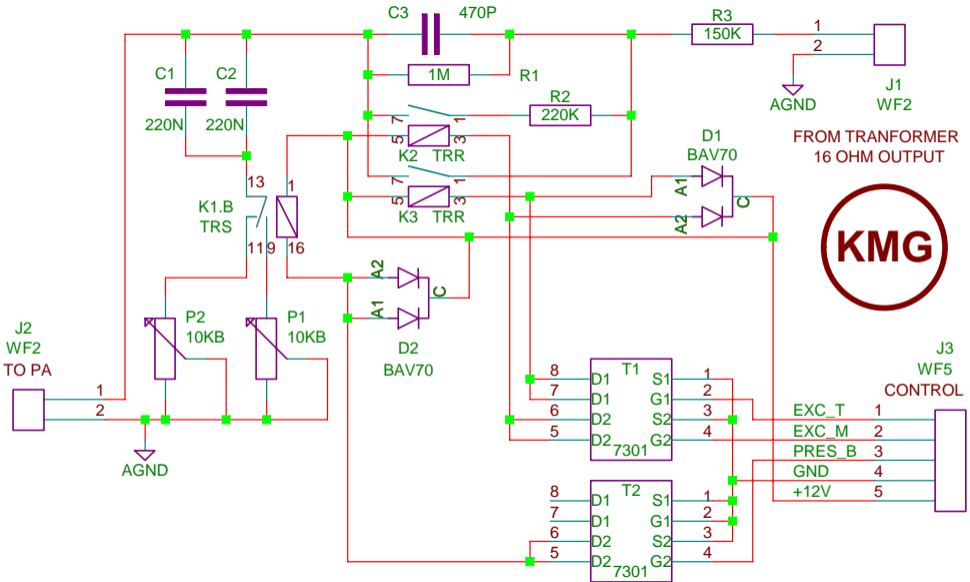 C3 470P
R3
150K
1
2
J1
WF2
AGND
FROM TRANFORMER
16 OHM OUTPUT
KMG
C1
C2
220N
220N
1M
R1
R2
220K
7 1
5 3
K2 TRR
7 1
5 3
K3 TRR
D1
BAV70
A1
A2
C
13
K1.B
TRS
11 9
1
16
A2
A1
C
D2
BAV70
P2
10KB
P1
10KB
J2
WF2
TO PA
1
2
AGND
T1
8 D1 S1 1
7 D1 G1 2
6 D2 S2 3
5 D2 G2 4
7301
T2
8 D1 S1 1
7 D1 G1 2
6 D2 S2 3
5 D2 G2 4
7301
J3
WF5
CONTROL
EXC_T 1
EXC_M 2
PRES_B 3
GND 4
+12V 5